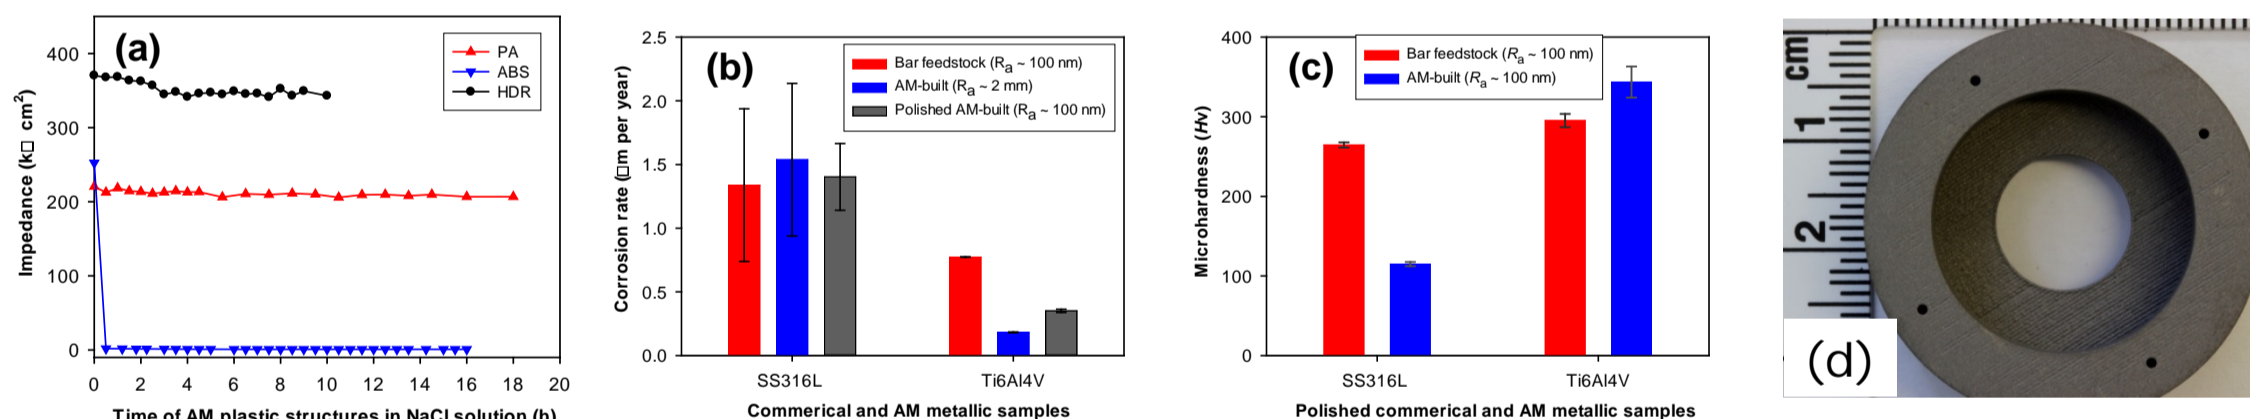 (a)
PA
ABS
HDR
400
300
200
100
0
Impedance (k□ cm2)
0 2 4 6 8 10 12 14 16 18 20
Time of AM plastic structures in NaCl solution (h)
(b)
Bar feedstock (Ra ~ 100 nm)
AM-built (Ra ~ 2 mm)
Polished AM-built (Ra ~ 100 nm)
2.5
2.0
1.5
1.0
0.5
0.0
Corrosion rate (□m per year)
SS316L Ti6Al4V
Commerical and AM metallic samples
(c)
Bar feedstock (Ra ~ 100 nm)
AM-built (Ra ~ 100 nm)
400
300
200
100
0
Microhardness (Hv)
SS316L Ti6Al4V
Polished commerical and AM metallic samples
cm
1
2
(d)